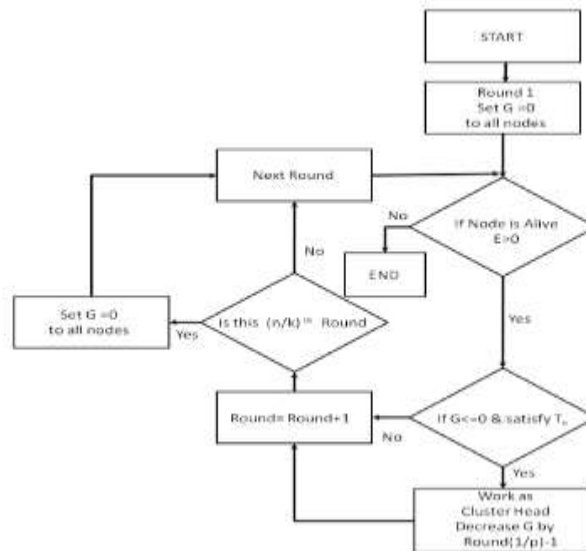 START
Round 1
Set G =0
to all nodes
Next Round
If Node is Alive
E>0
No
END
Yes
No
Set G =0
to all nodes
Yes
is this (n/k)ᵗʰ Round
Round= Round+1
No
If G<=0 & satisfy Tₙ
Yes
Work as
Cluster Head
Decrease G by
Round(1/p)-1